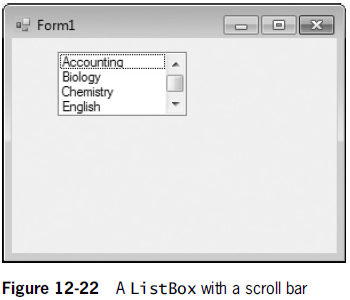 Form1
Accounting
Biology
Chemistry
English
Figure 12-22 A ListBox with a scroll bar